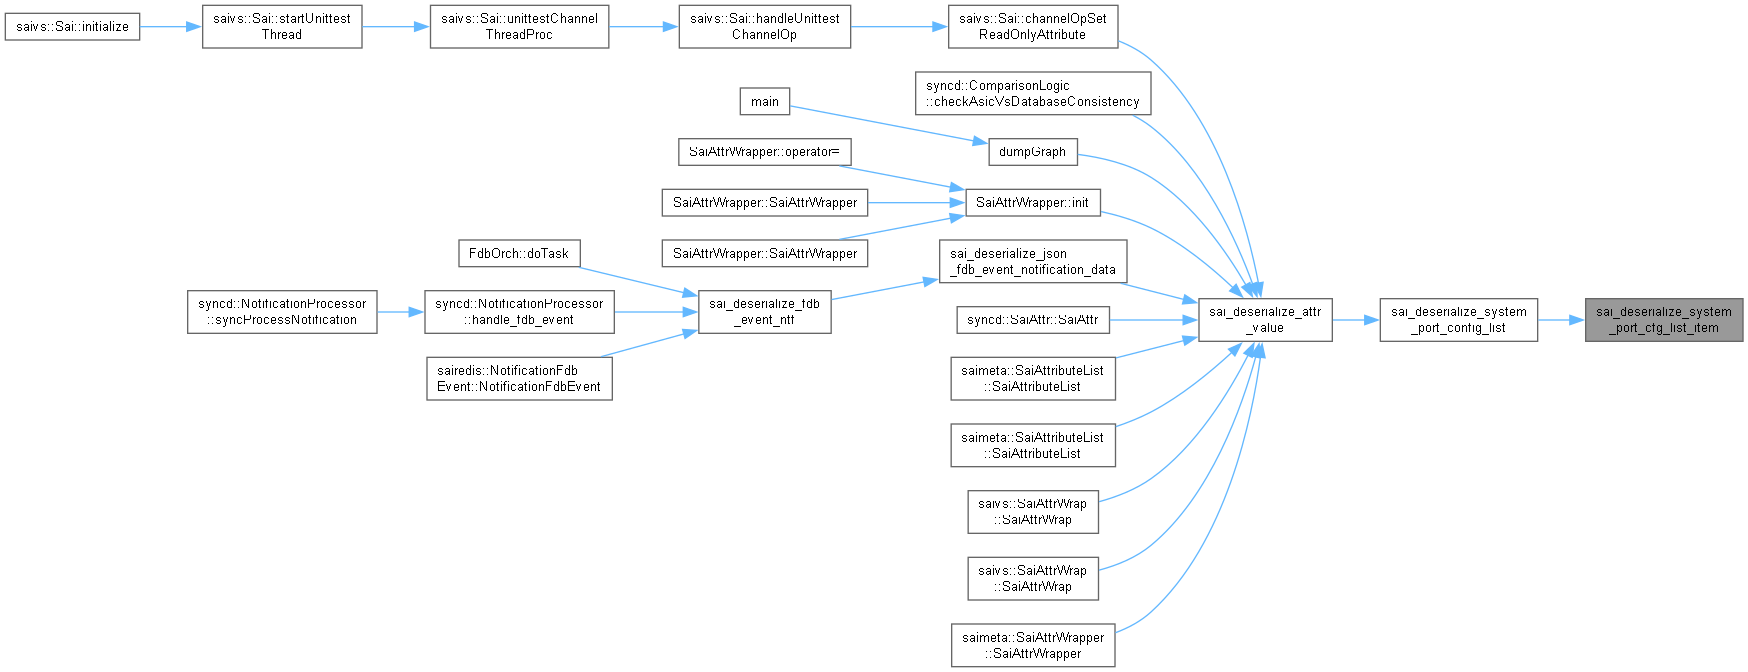 saivs::Sai::initialize
saivs::Sai::startUnittest
Thread
saivs::Sai::unittestChannel
ThreadProc
saivs::Sai::handleUnittest
ChannelOp
saivs::Sai::channelOpSet
ReadOnlyAttribute
syncd::ComparisonLogic
::checkAsicVsDatabaseConsistency
main
dumpGraph
SaiAttrWrapper::operator=
SaiAttrWrapper::SaiAttrWrapper
SaiAttrWrapper::init
SaiAttrWrapper::SaiAttrWrapper
FdbOrch::doTask
sai_deserialize_json
_fdb_event_notification_data
syncd::NotificationProcessor
::syncProcessNotification
syncd::NotificationProcessor
::handle_fdb_event
sai_deserialize_fdb
_event_ntf
sairedis::NotificationFdb
Event::NotificationFdbEvent
syncd::SaiAttr::SaiAttr
sai_deserialize_attr
_value
sai_deserialize_system
_port_config_list
sai_deserialize_system
_port_cfg_list_item
saimeta::SaiAttributeList
::SaiAttributeList
saimeta::SaiAttributeList
::SaiAttributeList
saivs::SaiAttrWrap
::SaiAttrWrap
saivs::SaiAttrWrap
::SaiAttrWrap
saimeta::SaiAttrWrapper
::SaiAttrWrapper